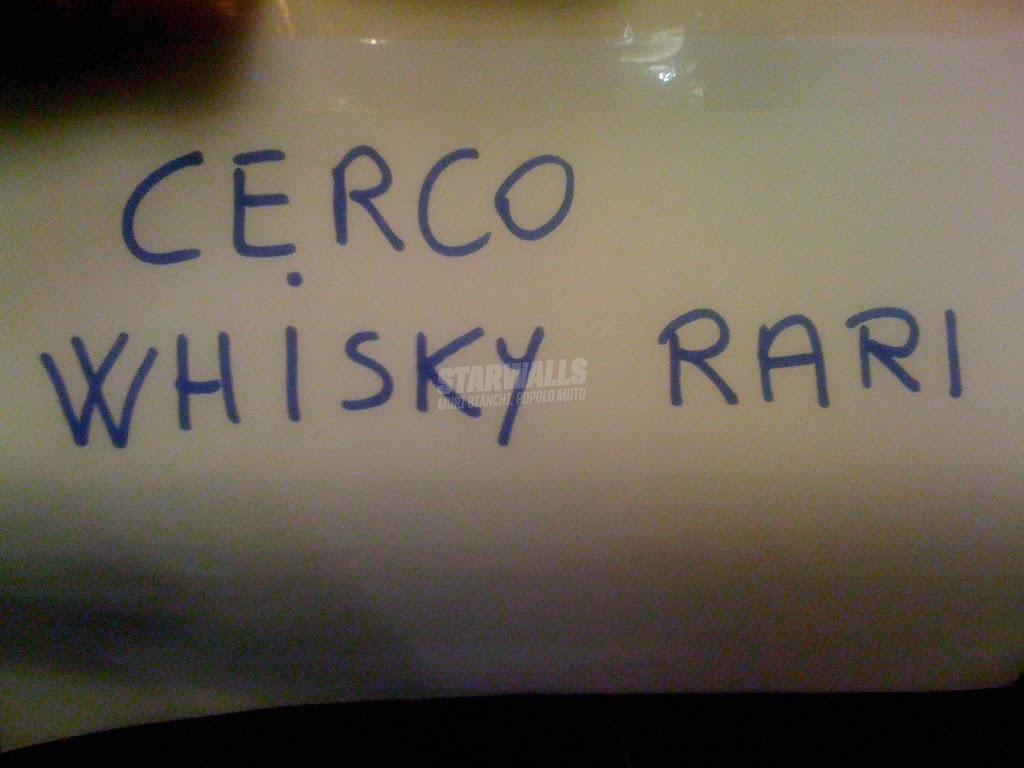 CERCO
WHiSKY RARI
STARWALLS
MURI BIANCHI, POPOLO MUTO